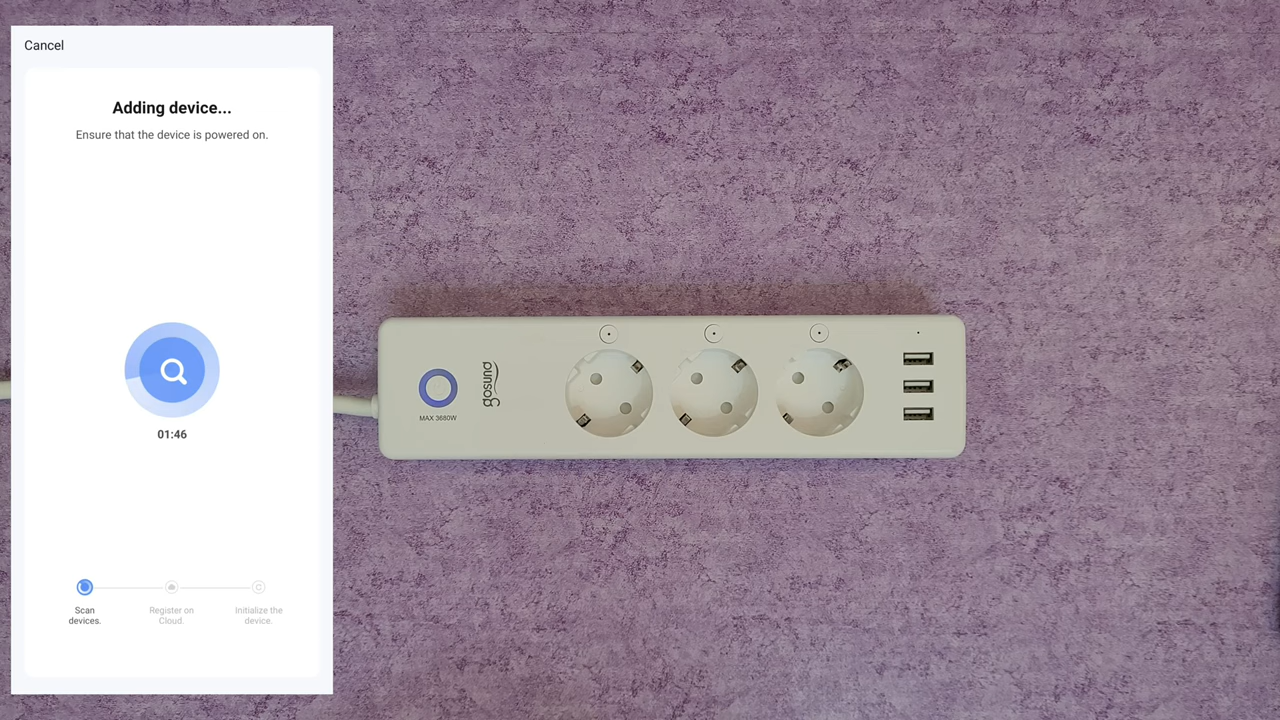 Cancel
Adding device...
Ensure that the device is powered on.
01:46
Scan
devices.
Register on
Cloud.
Initialize the
device.
MAX 3680W
gosund